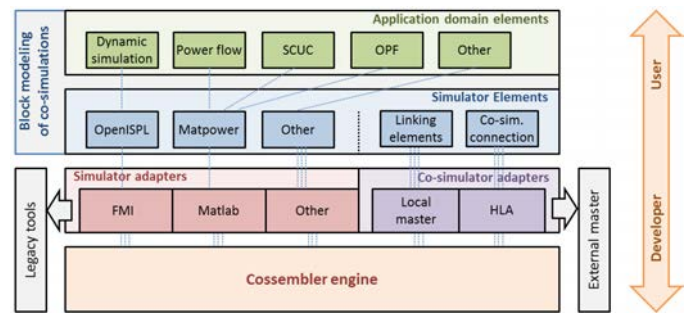 Application domain elements
Block modeling
of co-simulations
Dynamic
simulation
Power flow
SCUC
OPF
Other
Simulator Elements
OpenISPL
Matpower
Other
Linking
elements
Co-sim.
connection
User
Simulator adapters
Co-simulator adapters
Legacy tools
FMI
Matlab
Other
Local
master
HLA
External master
Developer
Cossembler engine